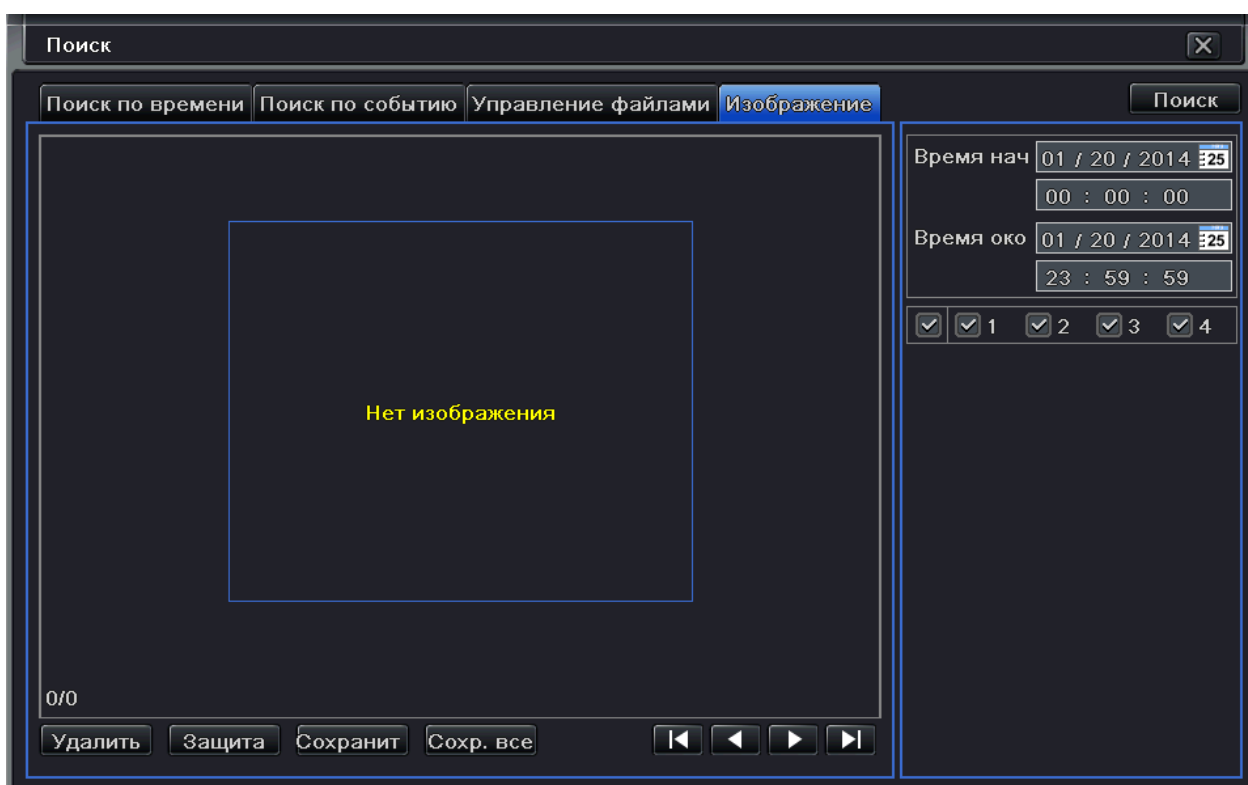 Поиск
Поиск по времени Поиск по событию Управление файлами Изображение
Поиск
Время нач 01 / 20 / 2014 25
00 : 00 : 00
Время око 01 / 20 / 2014 25
23 : 59 : 59
1 2 3 4
Нет изображения
0/0
Удалить Защита Сохранит Сохр. все